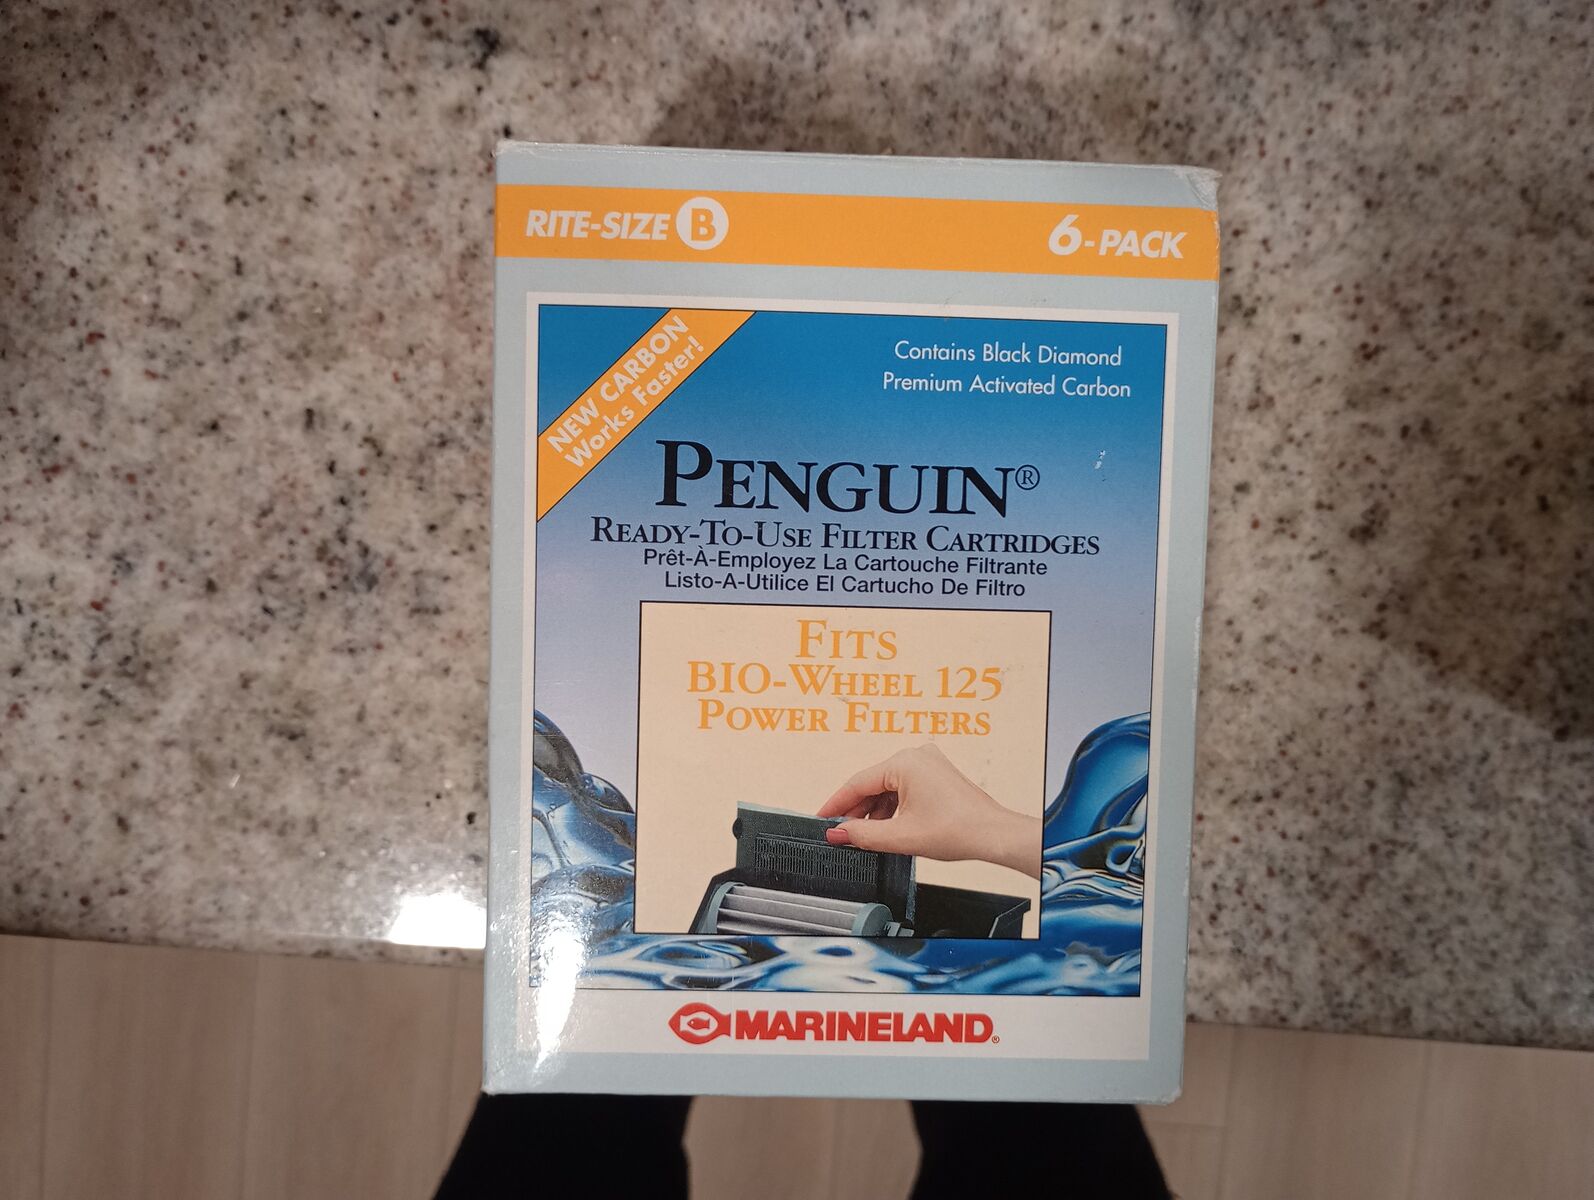 RITE-SIZE B
6-PACK
NEW CARBON
Works Faster!
Contains Black Diamond
Premium Activated Carbon
PENGUIN®
READY-TO-USE FILTER CARTRIDGES
Prêt-À-Employez La Cartouche Filtrante
Listo-A-Utilice El Cartucho De Filtro
FITS
BIO-WHEEL 125
POWER FILTERS
MARINELAND®